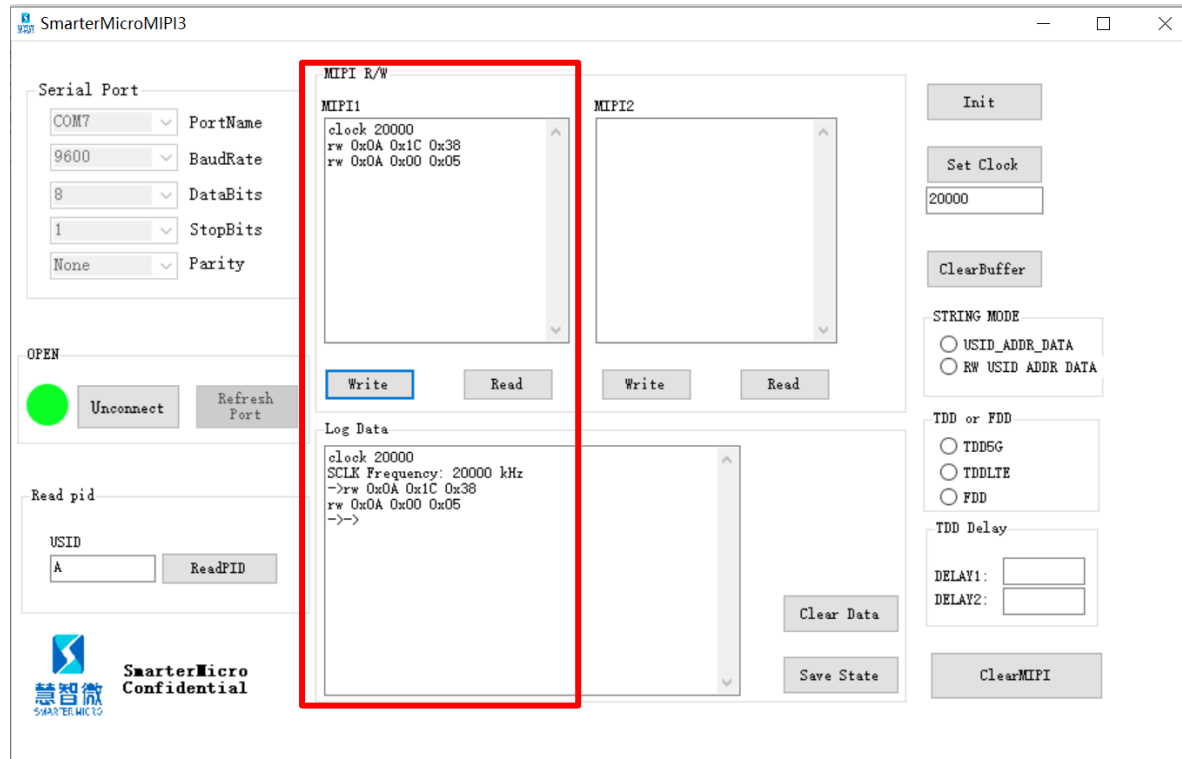 SmarterMicroMIPI3
Serial Port
COM7 PortName
9600 BaudRate
8 DataBits
1 StopBits
None Parity
OPEN
Unconnect
Refresh
Port
Read pid
USID
A
ReadPID
慧智微
SMARTER MICRO
SmarterMicro
Confidential
MIPI R/W
MIPI1
clock 20000
rw 0x0A 0x1C 0x38
rw 0x0A 0x00 0x05
Write Read
MIPI2
Write Read
Log Data
clock 20000
SCLK Frequency: 20000 kHz
->rw 0x0A 0x1C 0x38
rw 0x0A 0x00 0x05
->->
Clear Data
Save State
Init
Set Clock
20000
ClearBuffer
STRING MODE
USID_ADDR_DATA
RW USID ADDR DATA
TDD or FDD
TDD5G
TDDLTE
FDD
TDD Delay
DELAY1:
DELAY2:
ClearMIPI